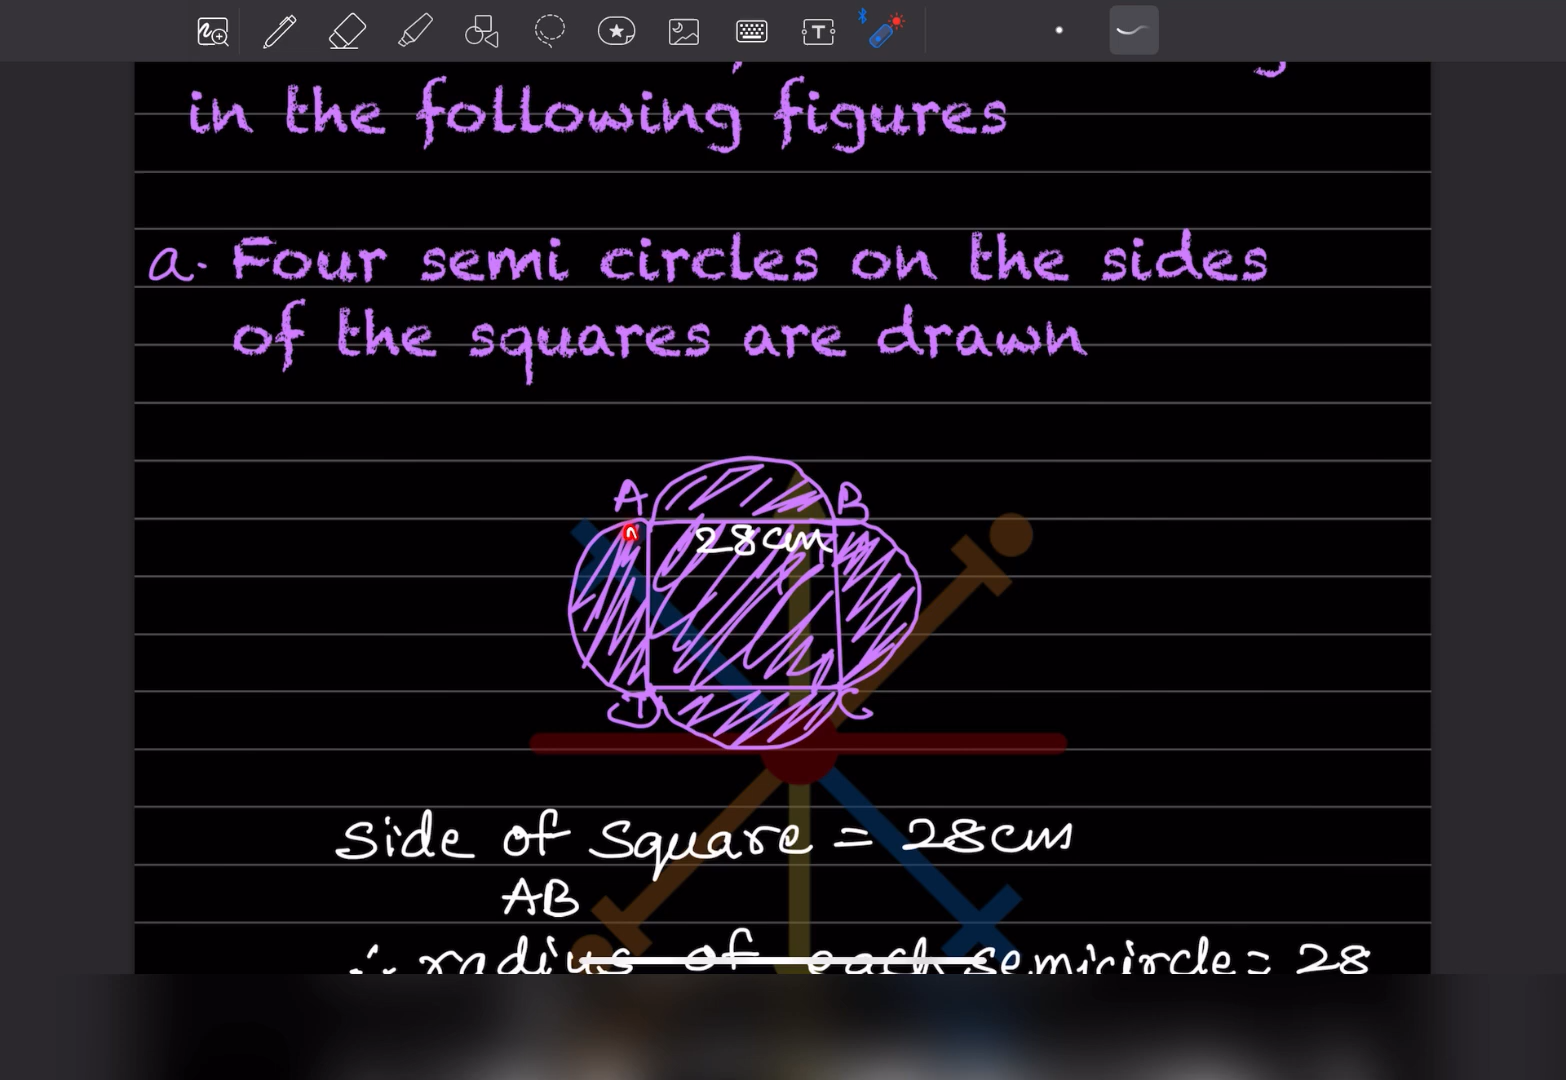 in the following figures
a. Four semi circles on the sides
of the squares are drawn
A B
28cm
D C
Side of Square = 28cm
AB
∴ radius of each semicircle = 28